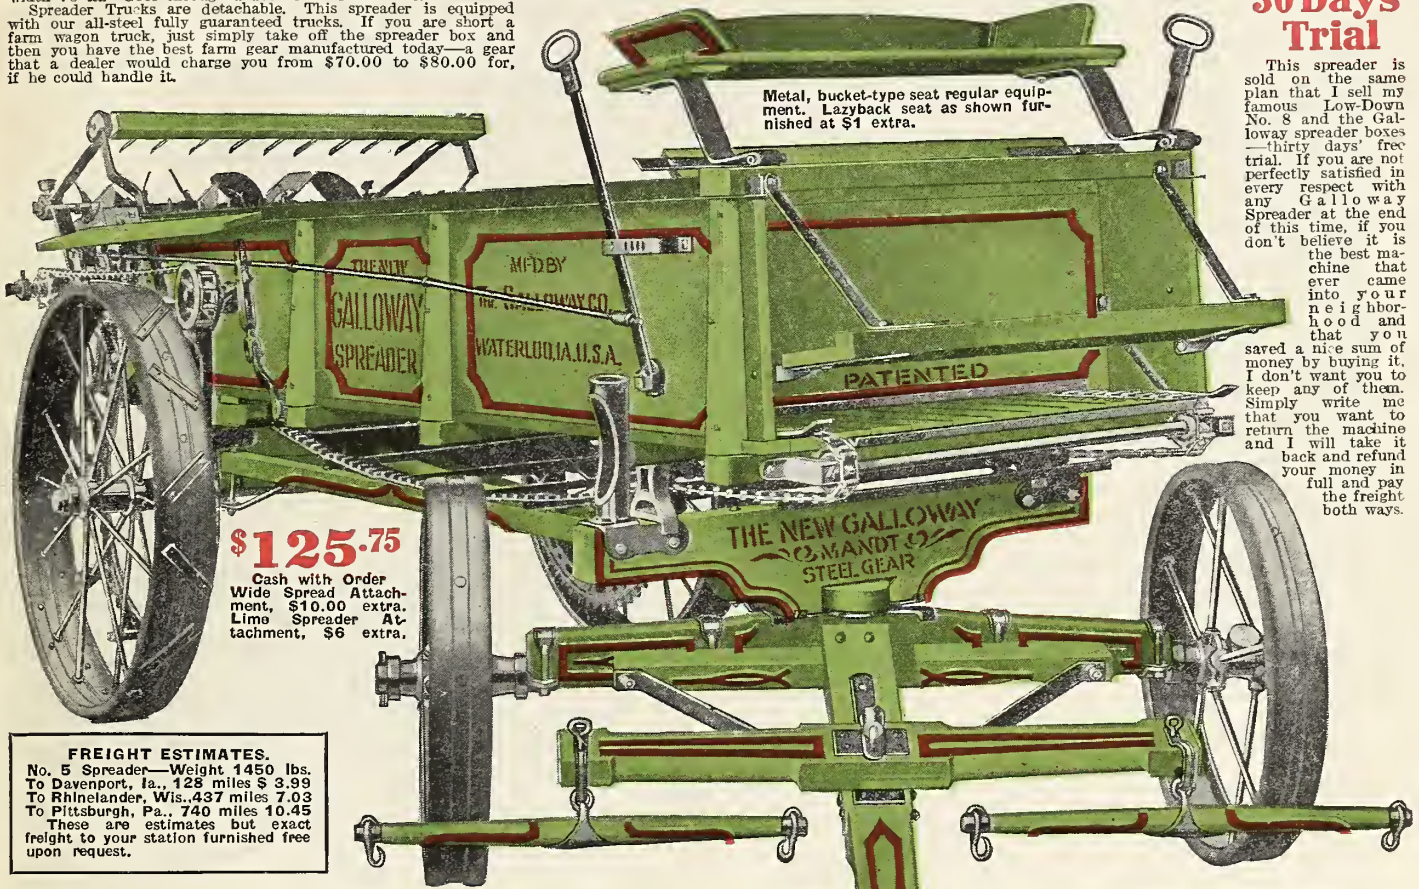 Spreader Trucks are detachable. This spreader is equipped
with our all-steel fully guaranteed trucks. If you are short a
farm wagon truck, just simply take off the spreader box and
then you have the best farm gear manufactured today—a gear
that a dealer would charge you from $70.00 to $80.00 for,
if he could handle it.
Metal, bucket-type seat regular equip-
ment. Lazyback seat as shown fur-
nished at $1 extra.
30 Days
Trial
This spreader is
sold on the same
plan that I sell my
famous Low-Down
No. 8 and the Gal-
loway spreader boxes
—thirty days' free
trial. If you are not
perfectly satisfied in
every respect with
any Galloway
Spreader at the end
of this time, if you
don't believe it is
the best ma-
chine that
ever came
into your
neighbor-
hood and
that you
saved a nice sum of
money by buying it,
I don't want you to
keep any of them.
Simply write me
that you want to
return the machine
and I will take it
back and refund
your money in
full and pay
the freight
both ways.
THE NEW
GALLOWAY
SPREADER
M'F'D. BY
GALLOWAY CO.
WATERLOO, IA. U.S.A.
PATENTED
THE NEW GALLOWAY
MANDT
STEEL GEAR
$125.75
Cash with Order
Wide Spread Attach-
ment, $10.00 extra.
Lime Spreader At-
tachment, $6 extra.
FREIGHT ESTIMATES.
No. 5 Spreader—Weight 1450 lbs.
To Davenport, Ia., 128 miles $ 3.99
To Rhinelander, Wis., 437 miles 7.03
To Pittsburgh, Pa., 740 miles 10.45
These are estimates but exact
freight to your station furnished free
upon request.